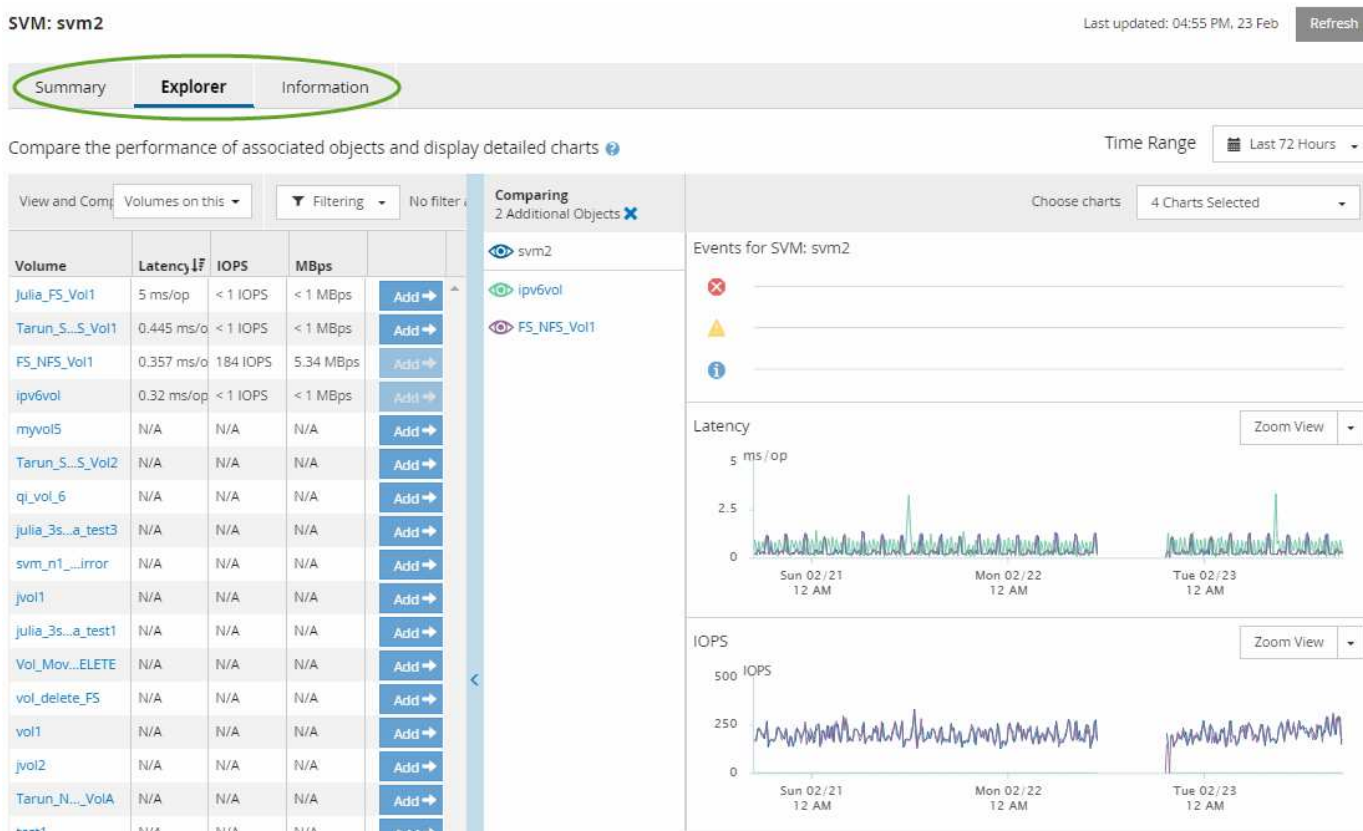 SVM: svm2
Last updated: 04:55 PM, 23 Feb Refresh
Summary Explorer Information
Compare the performance of associated objects and display detailed charts ?
Time Range Last 72 Hours
View and Comp Volumes on this Filtering No filter
Comparing
2 Additional Objects
Choose charts 4 Charts Selected
Volume Latency IOPS MBps
Julia_FS_Vol1 5 ms/op < 1 IOPS < 1 MBps Add
Tarun_S...S_Vol1 0.445 ms/o < 1 IOPS < 1 MBps Add
FS_NFS_Vol1 0.357 ms/o 184 IOPS 5.34 MBps Add
ipv6vol 0.32 ms/op < 1 IOPS < 1 MBps Add
myvol5 N/A N/A N/A Add
Tarun_S...S_Vol2 N/A N/A N/A Add
qi_vol_6 N/A N/A N/A Add
julia_3s...a_test3 N/A N/A N/A Add
svm_n1_...irror N/A N/A N/A Add
jvol1 N/A N/A N/A Add
julia_3s...a_test1 N/A N/A N/A Add
Vol_Mov...ELETE N/A N/A N/A Add
vol_delete_FS N/A N/A N/A Add
vol1 N/A N/A N/A Add
jvol2 N/A N/A N/A Add
Tarun_N..._VolA N/A N/A N/A Add
svm2
ipv6vol
FS_NFS_Vol1
Events for SVM: svm2
Latency Zoom View
5 ms/op
2.5
0
Sun 02/21 Mon 02/22 Tue 02/23
12 AM 12 AM 12 AM
IOPS Zoom View
500 IOPS
250
0
Sun 02/21 Mon 02/22 Tue 02/23
12 AM 12 AM 12 AM